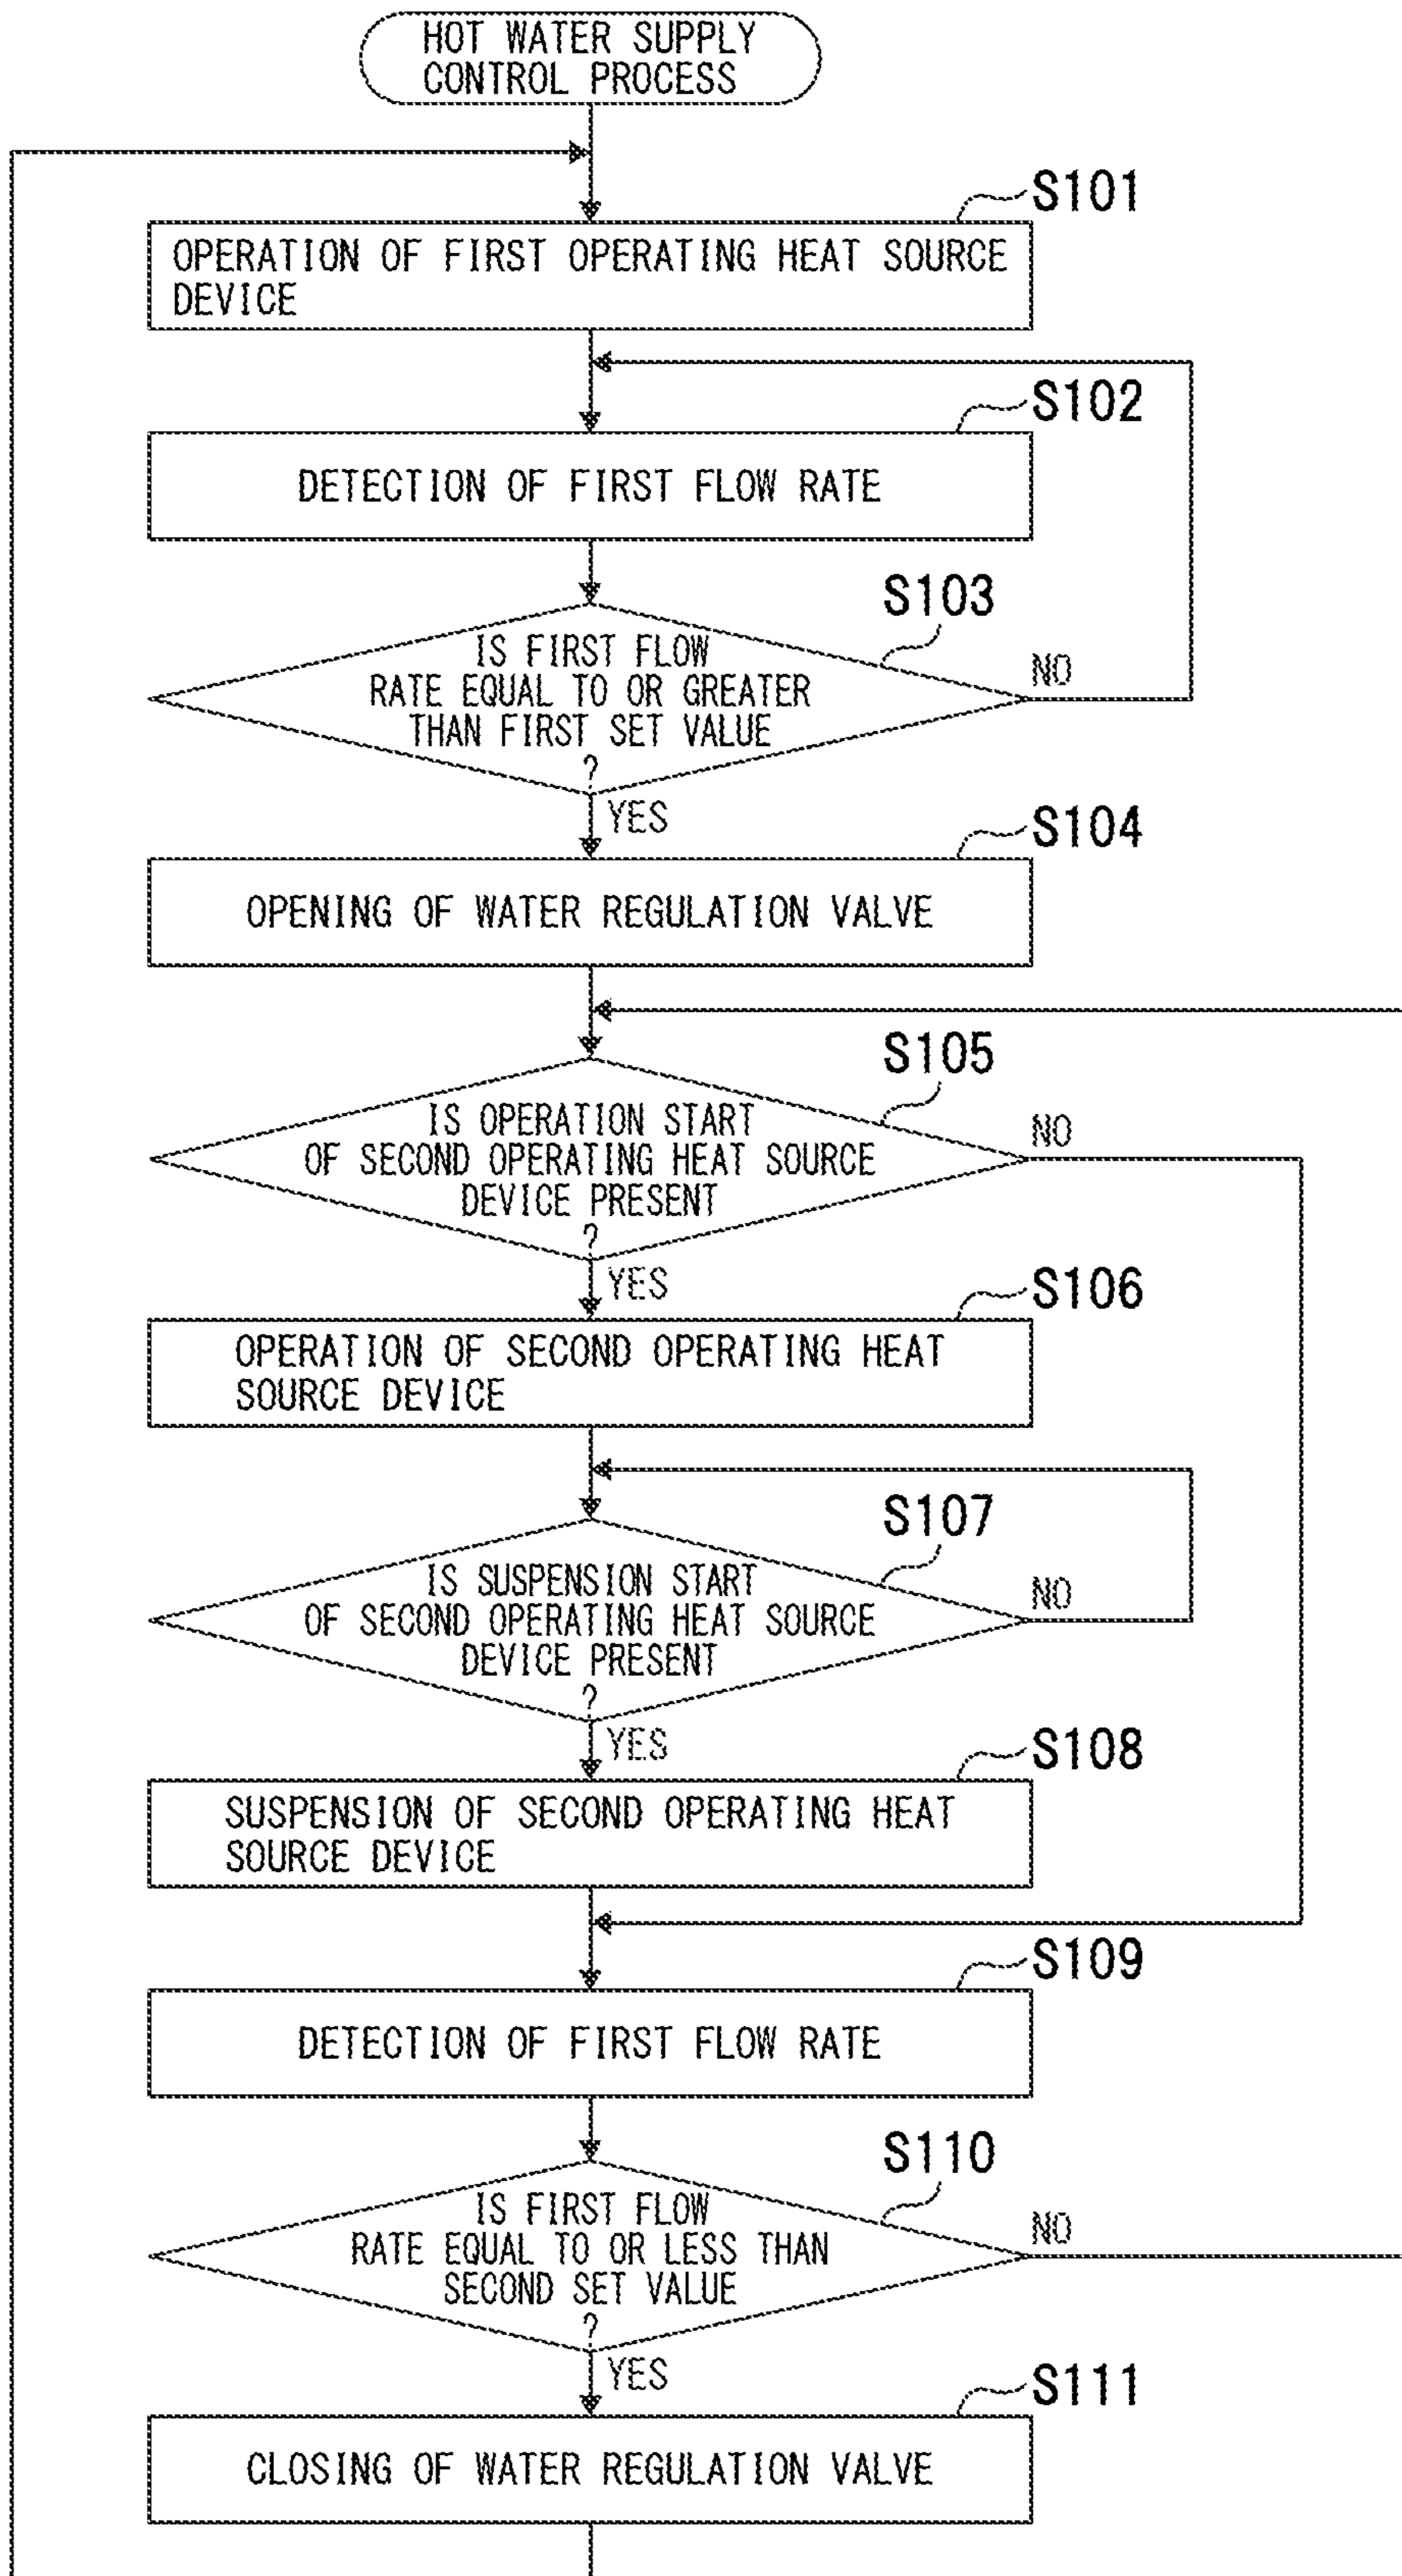 HOT WATER SUPPLY
CONTROL PROCESS
S101
OPERATION OF FIRST OPERATING HEAT SOURCE
DEVICE
S102
DETECTION OF FIRST FLOW RATE
S103
IS FIRST FLOW
RATE EQUAL TO OR GREATER
THAN FIRST SET VALUE
?
NO
YES
S104
OPENING OF WATER REGULATION VALVE
S105
IS OPERATION START
OF SECOND OPERATING HEAT SOURCE
DEVICE PRESENT
?
NO
YES
S106
OPERATION OF SECOND OPERATING HEAT
SOURCE DEVICE
S107
IS SUSPENSION START
OF SECOND OPERATING HEAT SOURCE
DEVICE PRESENT
?
NO
YES
S108
SUSPENSION OF SECOND OPERATING HEAT
SOURCE DEVICE
S109
DETECTION OF FIRST FLOW RATE
S110
IS FIRST FLOW
RATE EQUAL TO OR LESS THAN
SECOND SET VALUE
?
NO
YES
S111
CLOSING OF WATER REGULATION VALVE